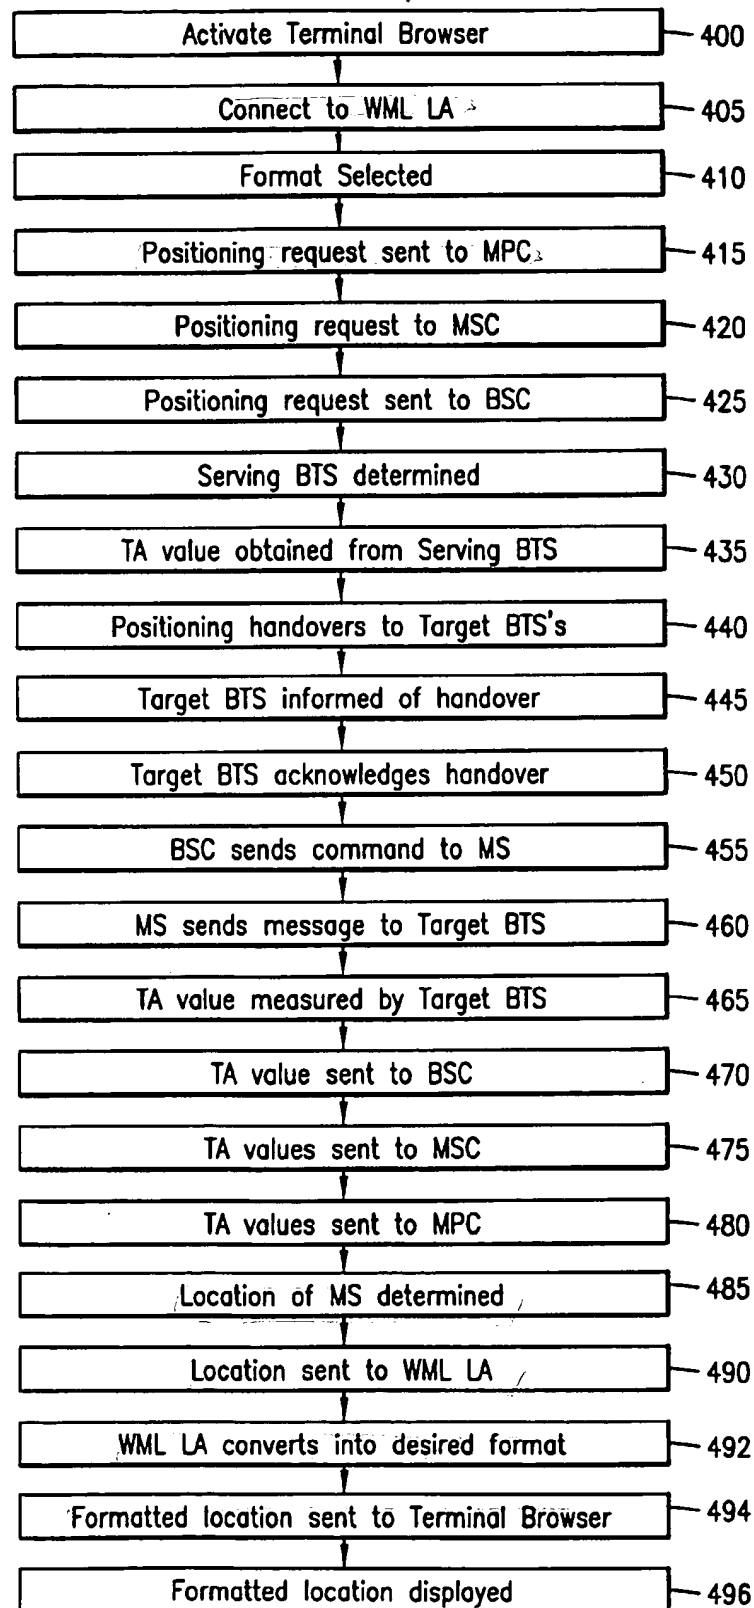 Activate Terminal Browser 400
Connect to WML LA 405
Format Selected 410
Positioning request sent to MPC 415
Positioning request to MSC 420
Positioning request sent to BSC 425
Serving BTS determined 430
TA value obtained from Serving BTS 435
Positioning handovers to Target BTS's 440
Target BTS informed of handover 445
Target BTS acknowledges handover 450
BSC sends command to MS 455
MS sends message to Target BTS 460
TA value measured by Target BTS 465
TA value sent to BSC 470
TA values sent to MSC 475
TA values sent to MPC 480
Location of MS determined 485
Location sent to WML LA 490
WML LA converts into desired format 492
Formatted location sent to Terminal Browser 494
Formatted location displayed 496